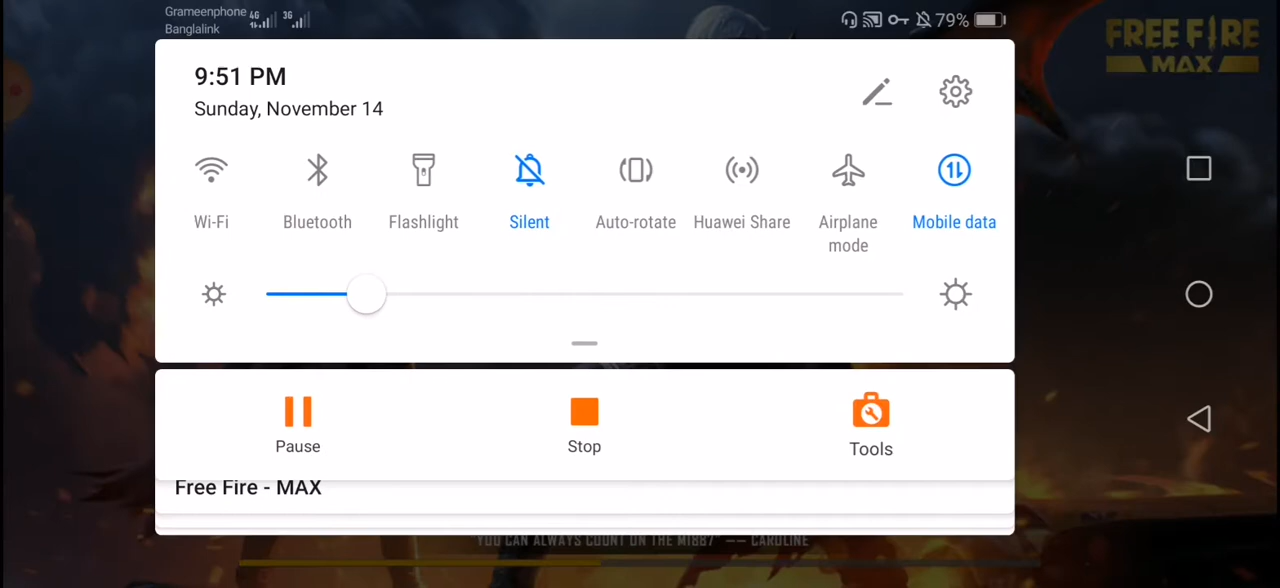 Grameenphone 4G 3G
Banglalink
79%
FREE FIRE
MAX
9:51 PM
Sunday, November 14
Wi-Fi
Bluetooth
Flashlight
Silent
Auto-rotate
Huawei Share
Airplane
mode
Mobile data
Pause
Stop
Tools
Free Fire - MAX
"YOU CAN ALWAYS COUNT ON THE M1887" -- CAROLINE